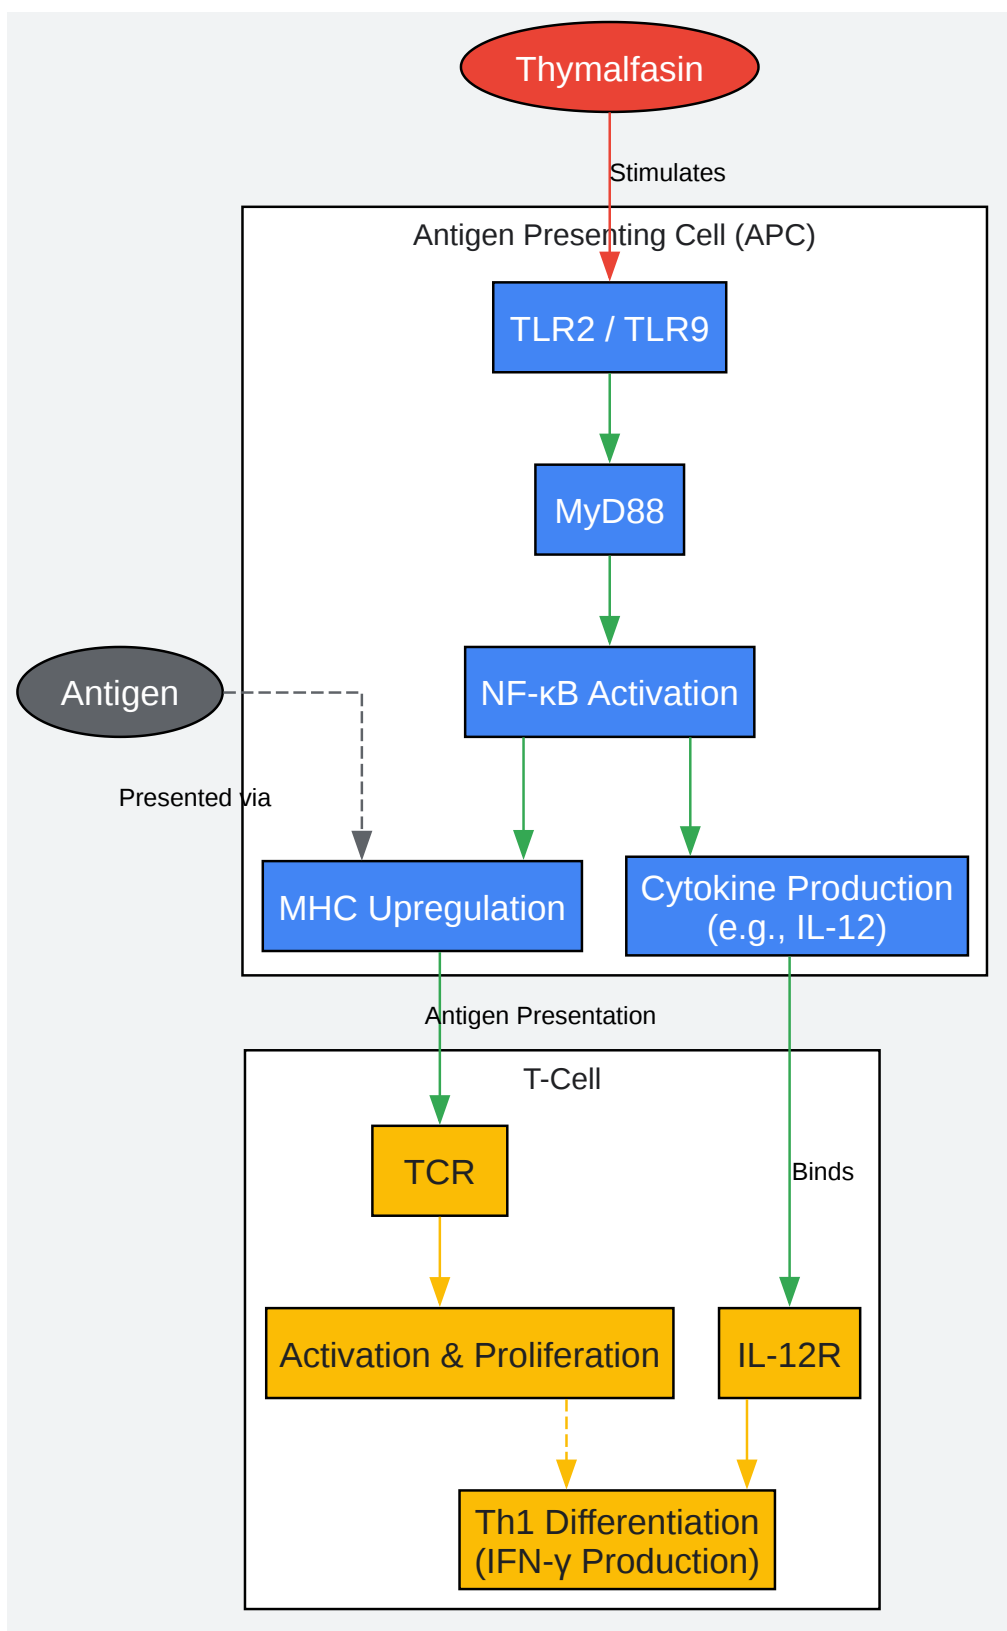 Thymalfasin
Stimulates
Antigen Presenting Cell (APC)
TLR2 / TLR9
MyD88
NF-κB Activation
Antigen
Presented via
MHC Upregulation
Cytokine Production
(e.g., IL-12)
Antigen Presentation
T-Cell
TCR
Binds
Activation & Proliferation
IL-12R
Th1 Differentiation
(IFN-γ Production)